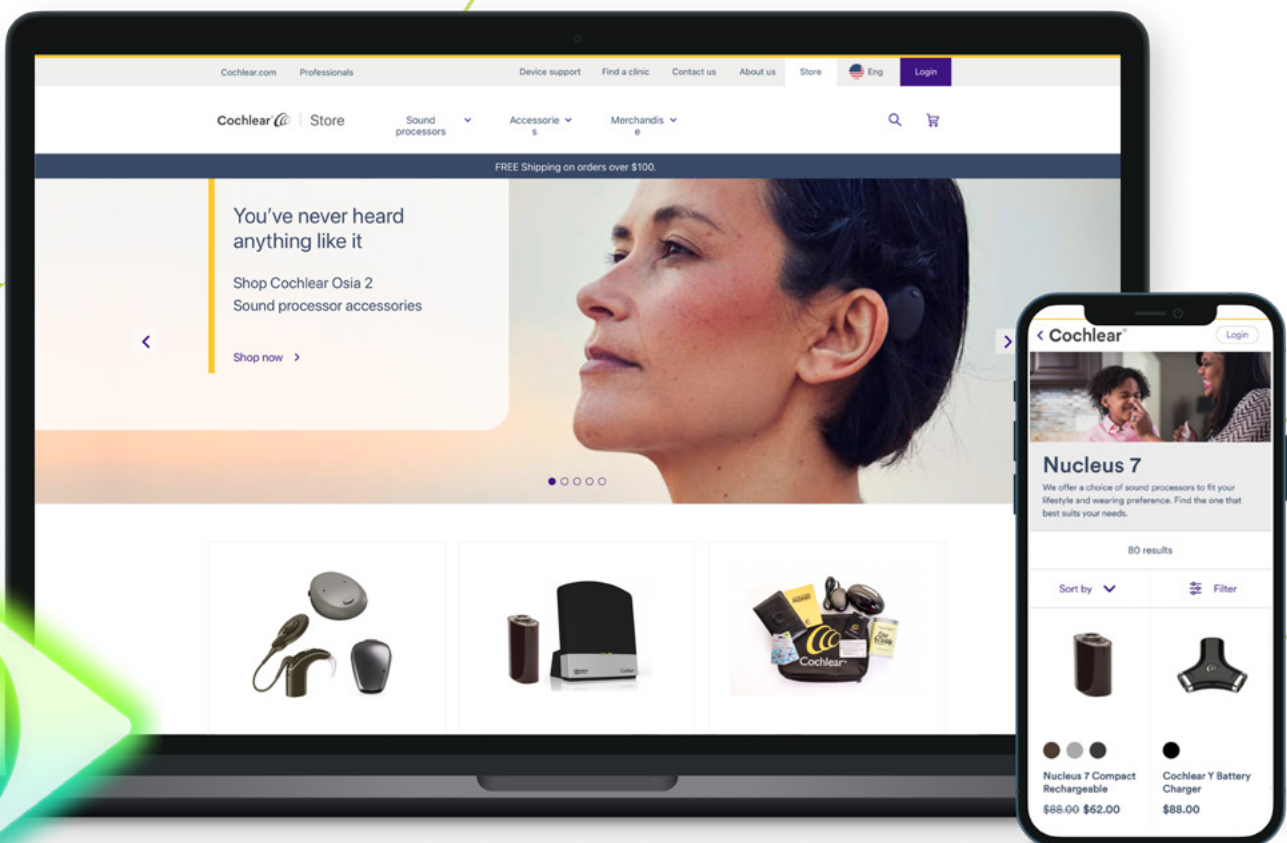 Cochlear.com Professionals Device support Find a clinic Contact us About us Store Eng Login
Cochlear® Store Sound Accessorie Merchandis
processors s e
FREE Shipping on orders over $100.
You've never heard
anything like it
Shop Cochlear Osia 2
Sound processor accessories
Shop now
Cochlear
Cochlear
Cochlear® Login
Nucleus 7
We offer a choice of sound processors to fit your
lifestyle and wearing preference. Find the one that
best suits your needs.
80 results
Sort by Filter
Nucleus 7 Compact
Rechargeable
$88.00 $62.00
Cochlear Y Battery
Charger
$88.00